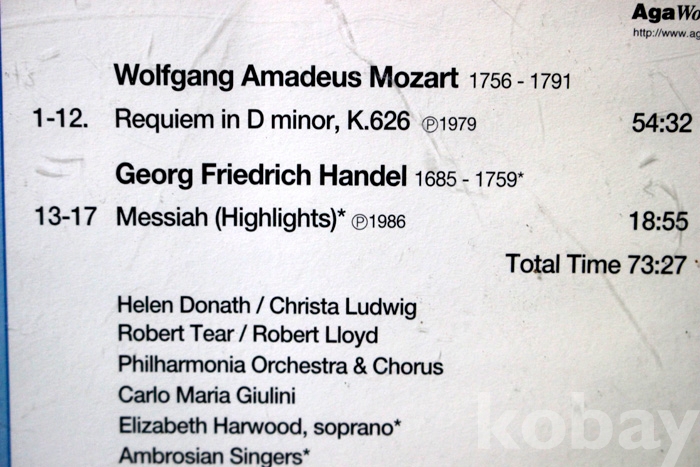 Aga
http://www.ag
Wolfgang Amadeus Mozart 1756 - 1791
1-12. Requiem in D minor, K.626 ℗1979 54:32
Georg Friedrich Handel 1685 - 1759*
13-17 Messiah (Highlights)* ℗1986 18:55
Total Time 73:27
Helen Donath / Christa Ludwig
Robert Tear / Robert Lloyd
Philharmonia Orchestra & Chorus
Carlo Maria Giulini
Elizabeth Harwood, soprano*
Ambrosian Singers*
kobay